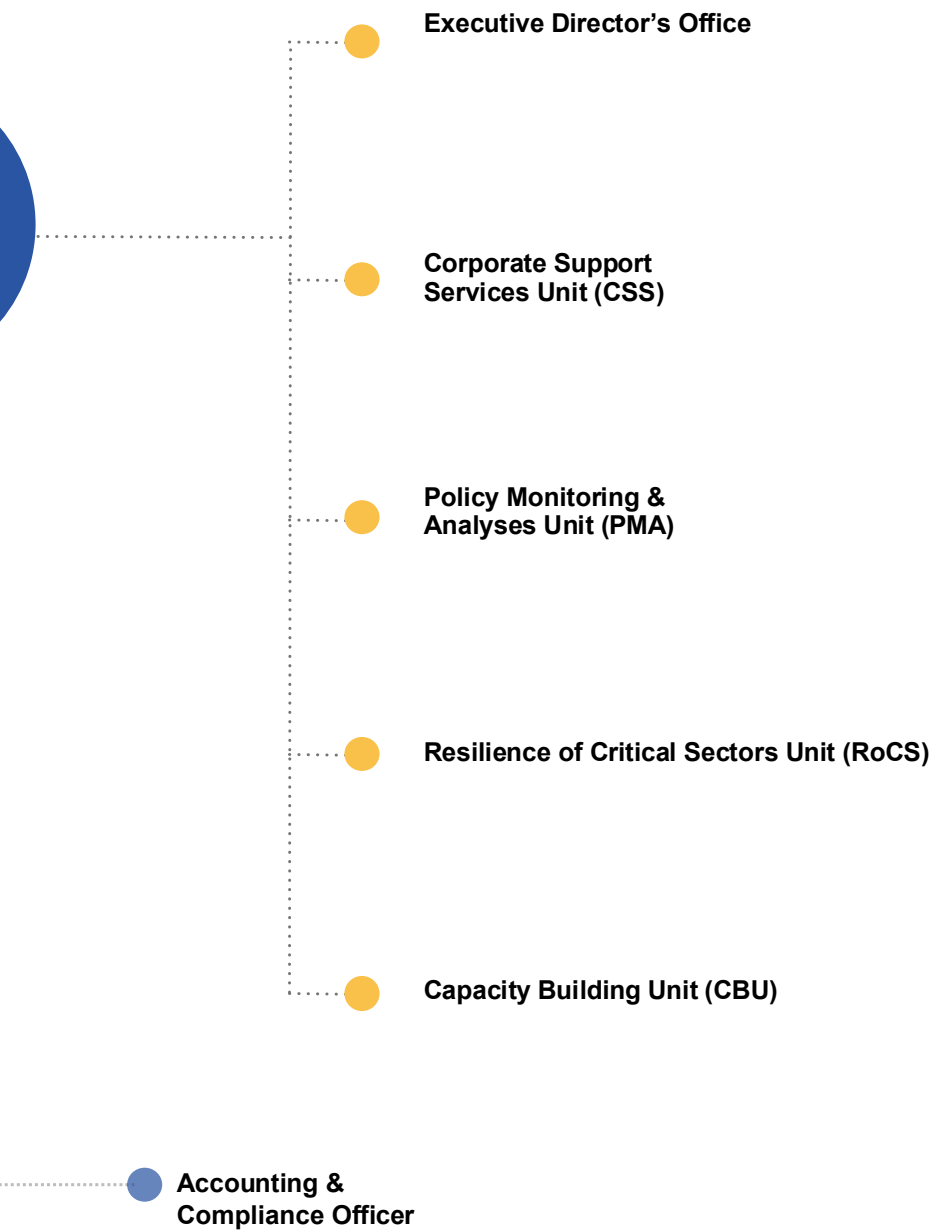 Executive Director’s Office
Corporate Support
Services Unit (CSS)
Policy Monitoring &
Analyses Unit (PMA)
Resilience of Critical Sectors Unit (RoCS)
Capacity Building Unit (CBU)
Accounting &
Compliance Officer